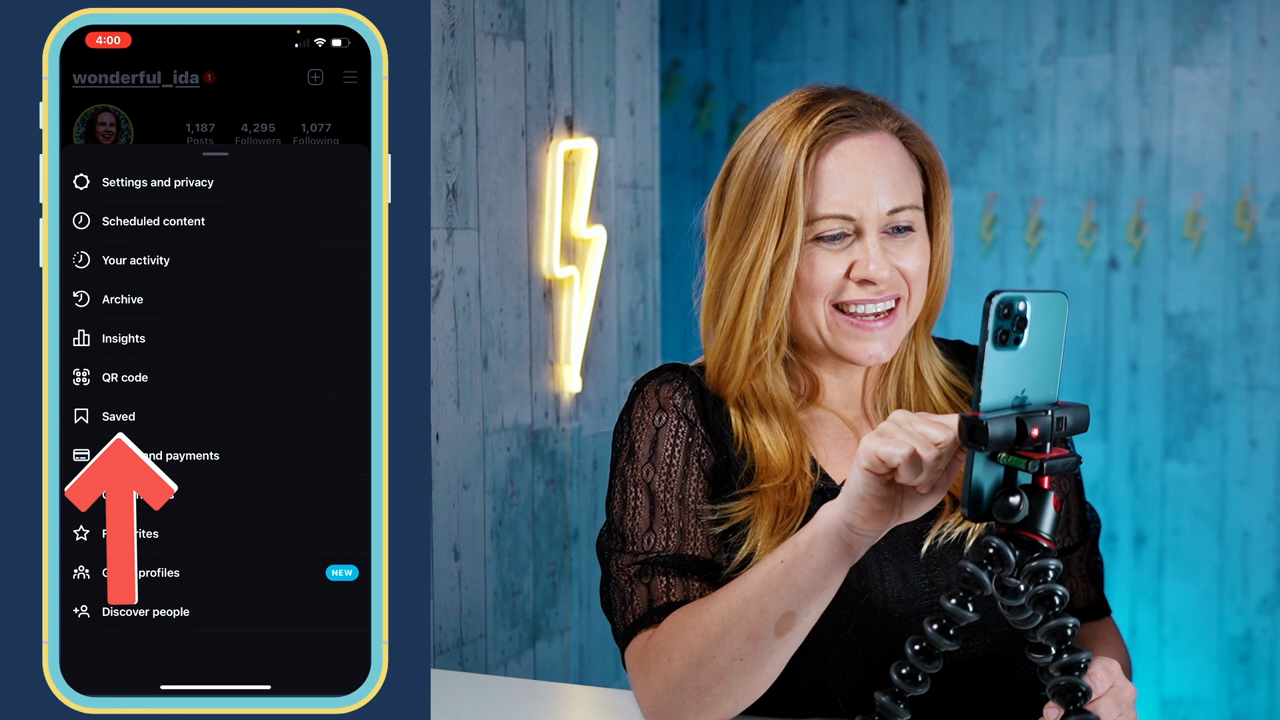 4:00
wonderful_ida 1
1,187 4,295 1,077
Posts Followers Following
Settings and privacy
Scheduled content
Your activity
Archive
Insights
QR code
Saved
and payments
Discover people
profiles
NEW